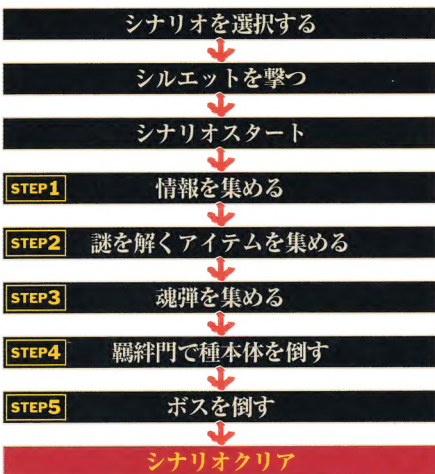 シナリオを選択する
シルエットを撃つ
シナリオスタート
STEP1 情報を集める
STEP2 謎を解くアイテムを集める
STEP3 魂弾を集める
STEP4 羈絆門で種本体を倒す
STEP5 ボスを倒す
シナリオクリア